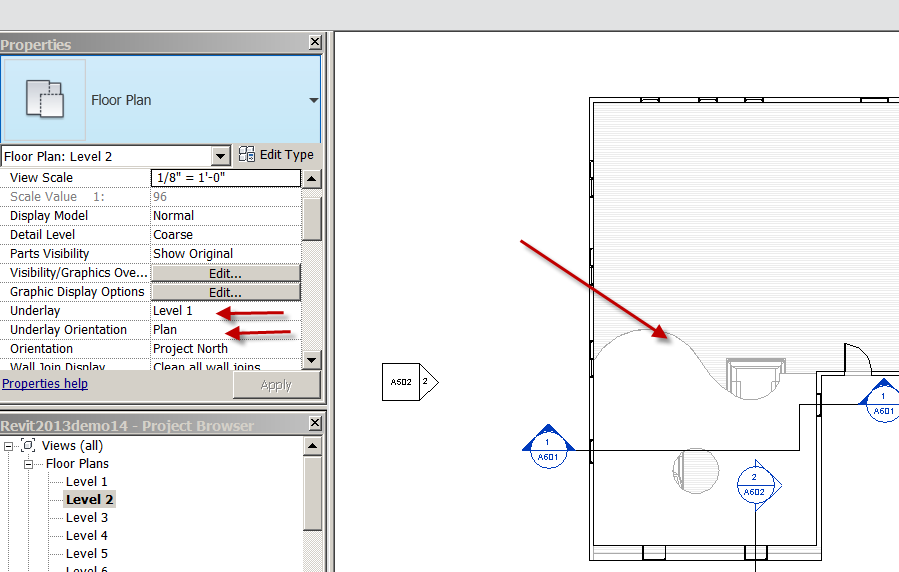 Properties
Floor Plan
Floor Plan: Level 2
Edit Type
View Scale 1/8" = 1'-0"
Scale Value 1: 96
Display Model Normal
Detail Level Coarse
Parts Visibility Show Original
Visibility/Graphics Ove... Edit...
Graphic Display Options Edit...
Underlay Level 1
Underlay Orientation Plan
Orientation Project North
Wall Join Display Clean all wall joins
Properties help
Apply
Revit2013demo14 - Project Browser
Views (all)
Floor Plans
Level 1
Level 2
Level 3
Level 4
Level 5
Level 6
A502 2
1
A501
1
A501
2
A502